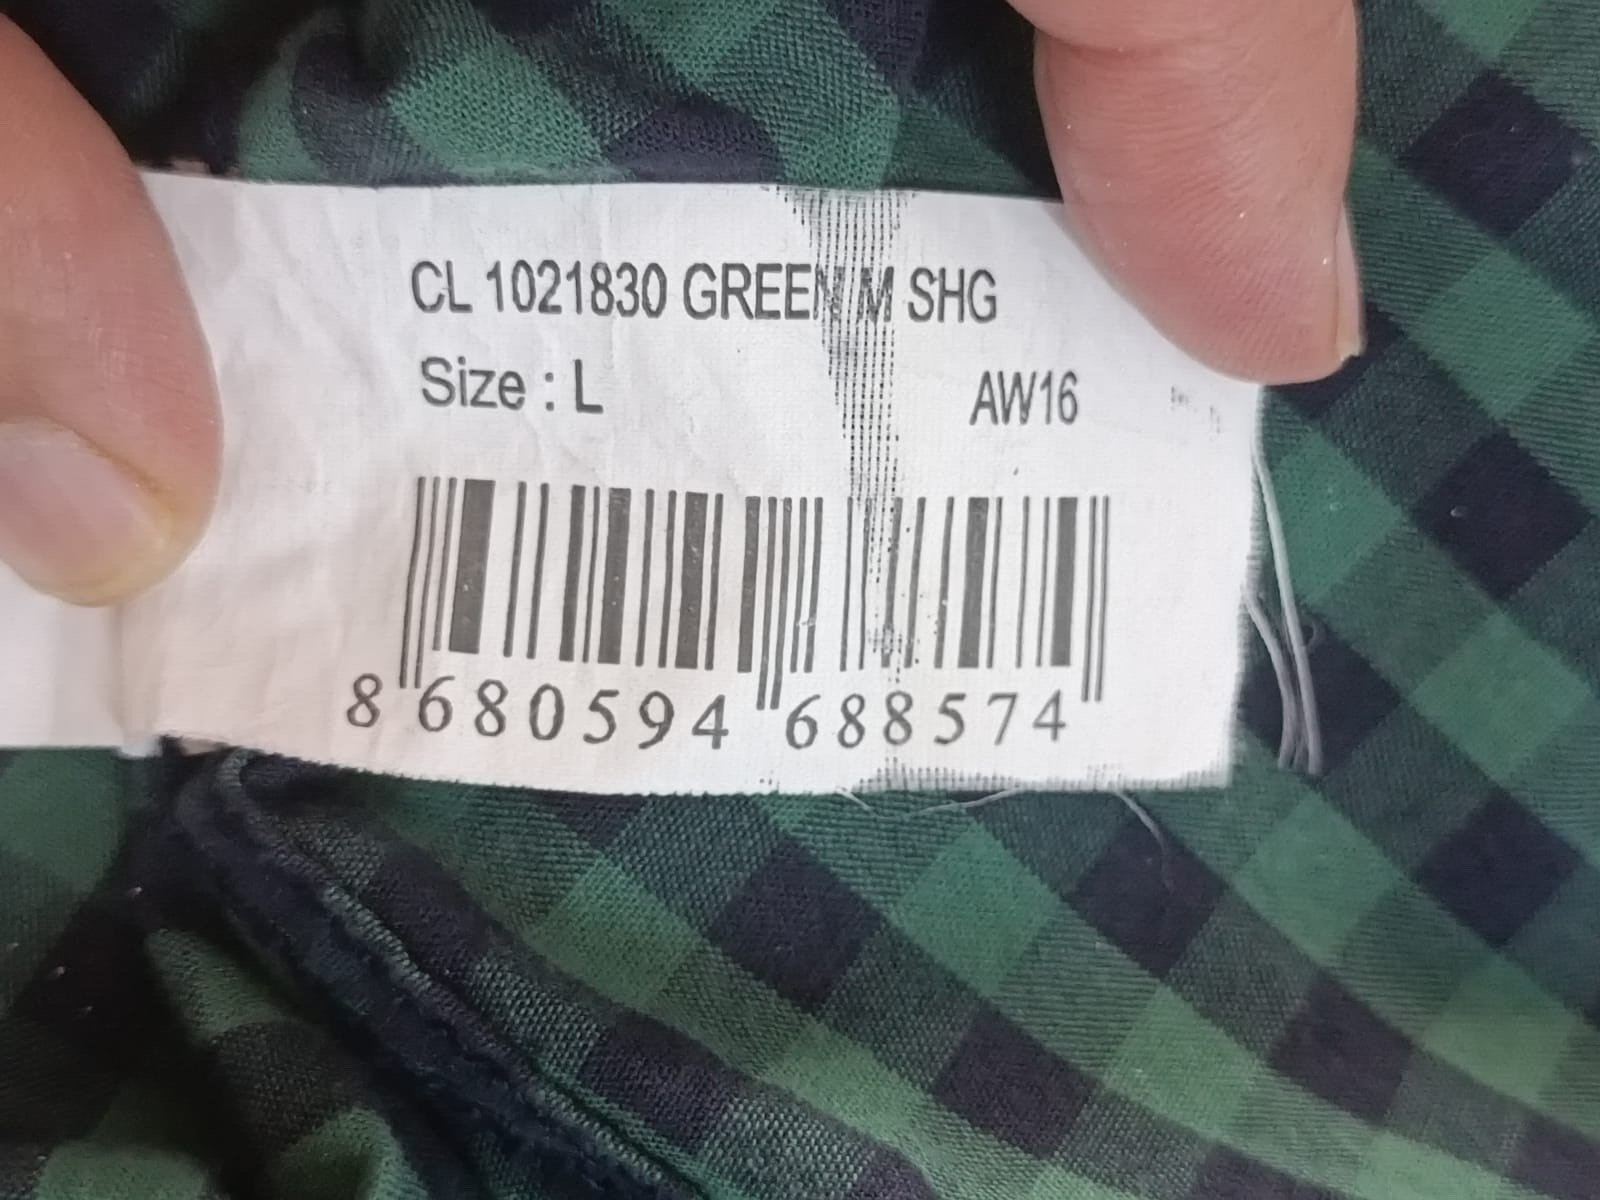 CL 1021830 GREEN M SHG
Size : L AW16
8 680594 688574